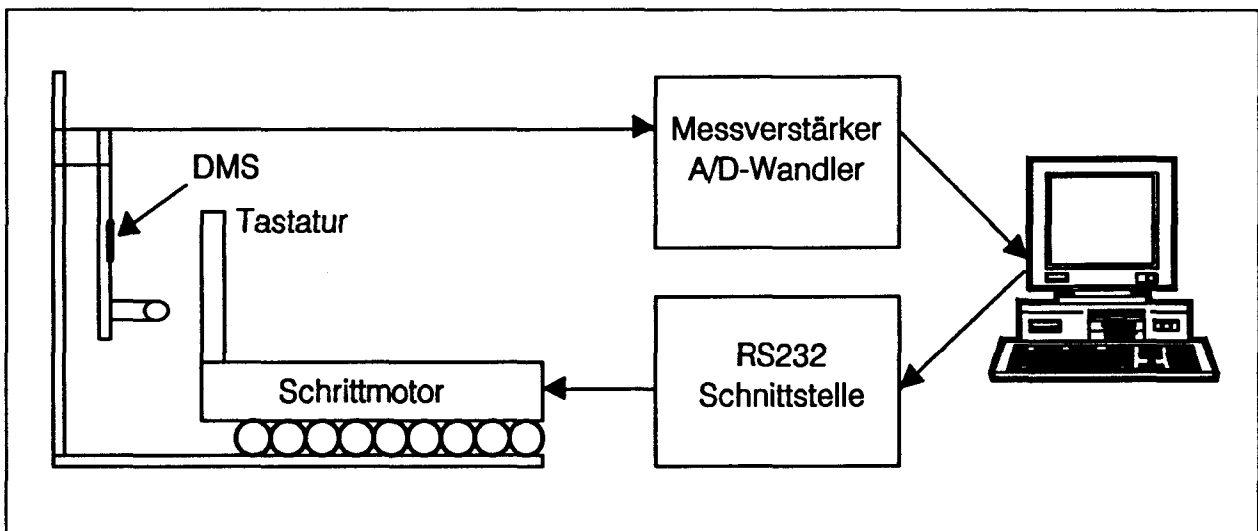 Messverstärker
A/D-Wandler
DMS
Tastatur
RS232
Schnittstelle
Schrittmotor